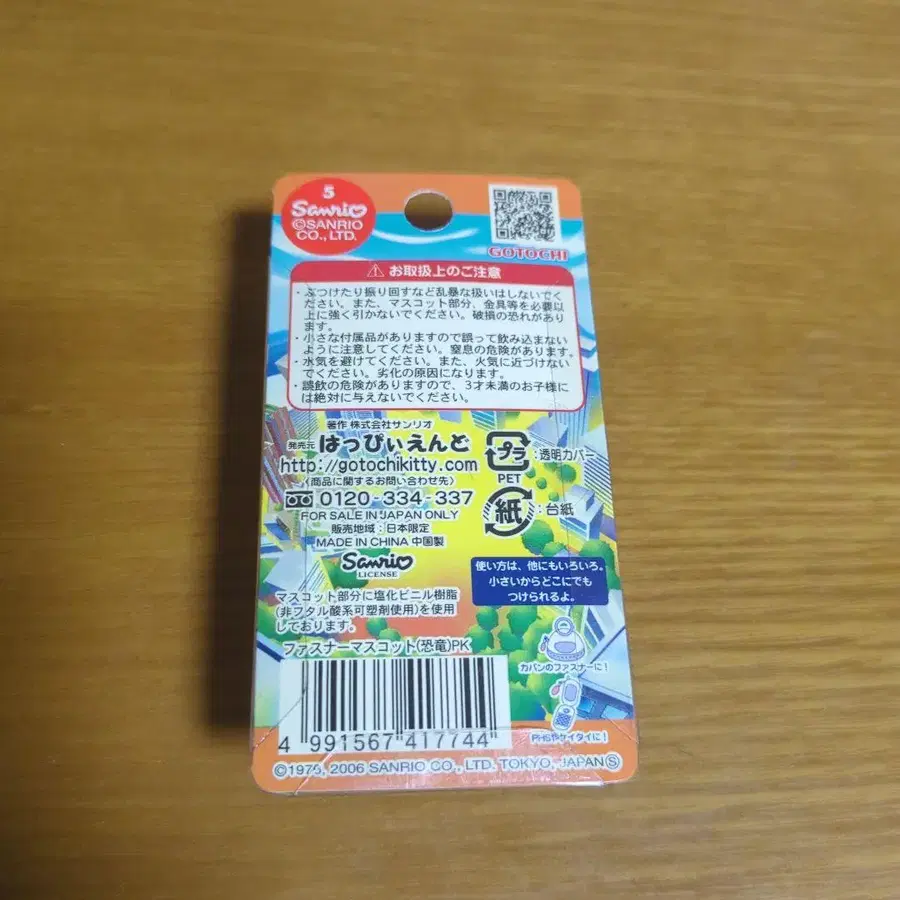 5
Sanrio
©SANRIO
CO., LTD.
GOTOCHI
⚠ お取扱上のご注意
・ぶつけたり振り回すなど乱暴な扱いはしないでく
ださい。また、マスコット部分、金具等を必要以
上に強く引かないでください。破損の恐れがあり
ます。
・小さな付属品がありますので誤って飲み込まない
ように注意してください。窒息の危険があります。
・水気を避けてください。また、火気に近づけない
でください。劣化の原因になります。
・誤飲の危険がありますので、3才未満のお子様に
は絶対に与えないでください。
著作 株式会社サンリオ
発売元 はっぴぃえんど
http://gotochikitty.com
〈商品に関するお問い合わせ先〉
0120-334-337
FOR SALE IN JAPAN ONLY
販売地域:日本限定
MADE IN CHINA 中国製
Sanrio
LICENSE
プラ :透明カバー
PET
紙 :台紙
マスコット部分に塩化ビニル樹脂
(非フタル酸系可塑剤使用)を使用
しております。
ファスナーマスコット(恐竜)PK
使い方は、他にもいろいろ。
小さいからどこにでも
つけられるよ。
カバンのファスナーに!
PHSやケイタイに!
4 991567 417744
©1976, 2006 SANRIO CO., LTD. TOKYO, JAPAN Ⓢ